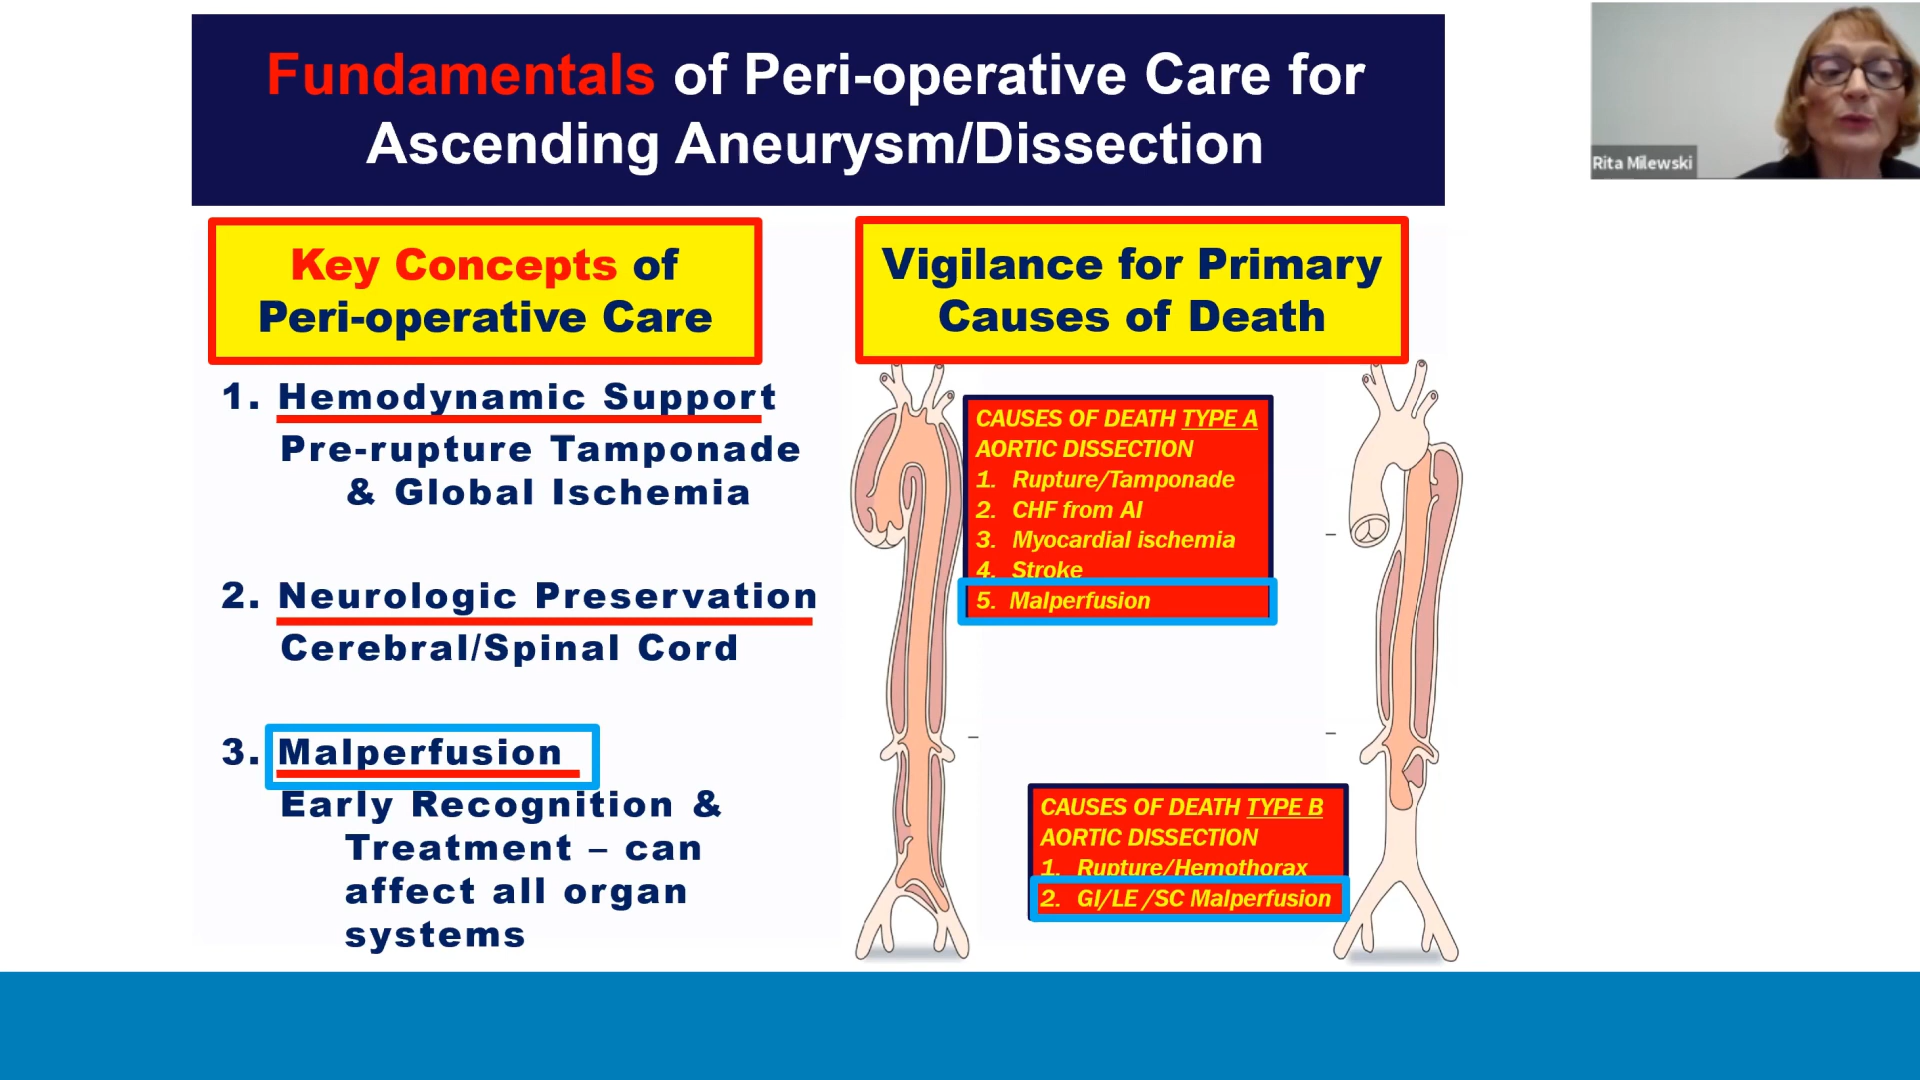 Fundamentals of Peri-operative Care for
Ascending Aneurysm/Dissection
Rita Milewski
Key Concepts of
Peri-operative Care
1. Hemodynamic Support
Pre-rupture Tamponade
& Global Ischemia
2. Neurologic Preservation
Cerebral/Spinal Cord
3. Malperfusion
Early Recognition &
Treatment – can
affect all organ
systems
Vigilance for Primary
Causes of Death
CAUSES OF DEATH TYPE A
AORTIC DISSECTION
1. Rupture/Tamponade
2. CHF from AI
3. Myocardial ischemia
4. Stroke
5. Malperfusion
CAUSES OF DEATH TYPE B
AORTIC DISSECTION
1. Rupture/Hemothorax
2. GI/LE /SC Malperfusion